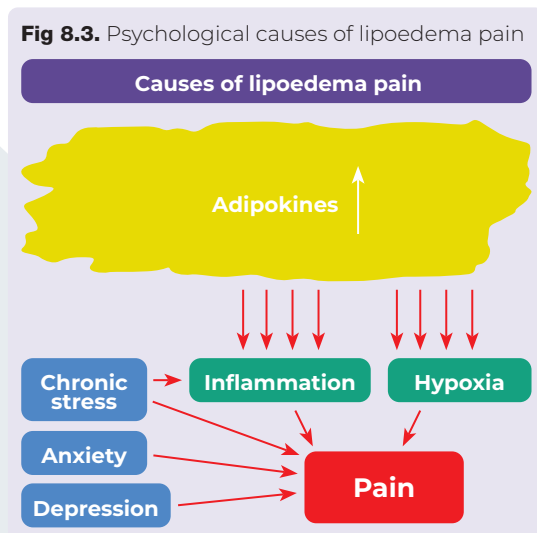 Fig 8.3. Psychological causes of lipoedema pain
Causes of lipoedema pain
Adipokines
Chronic
stress
Inflammation
Hypoxia
Anxiety
Pain
Depression